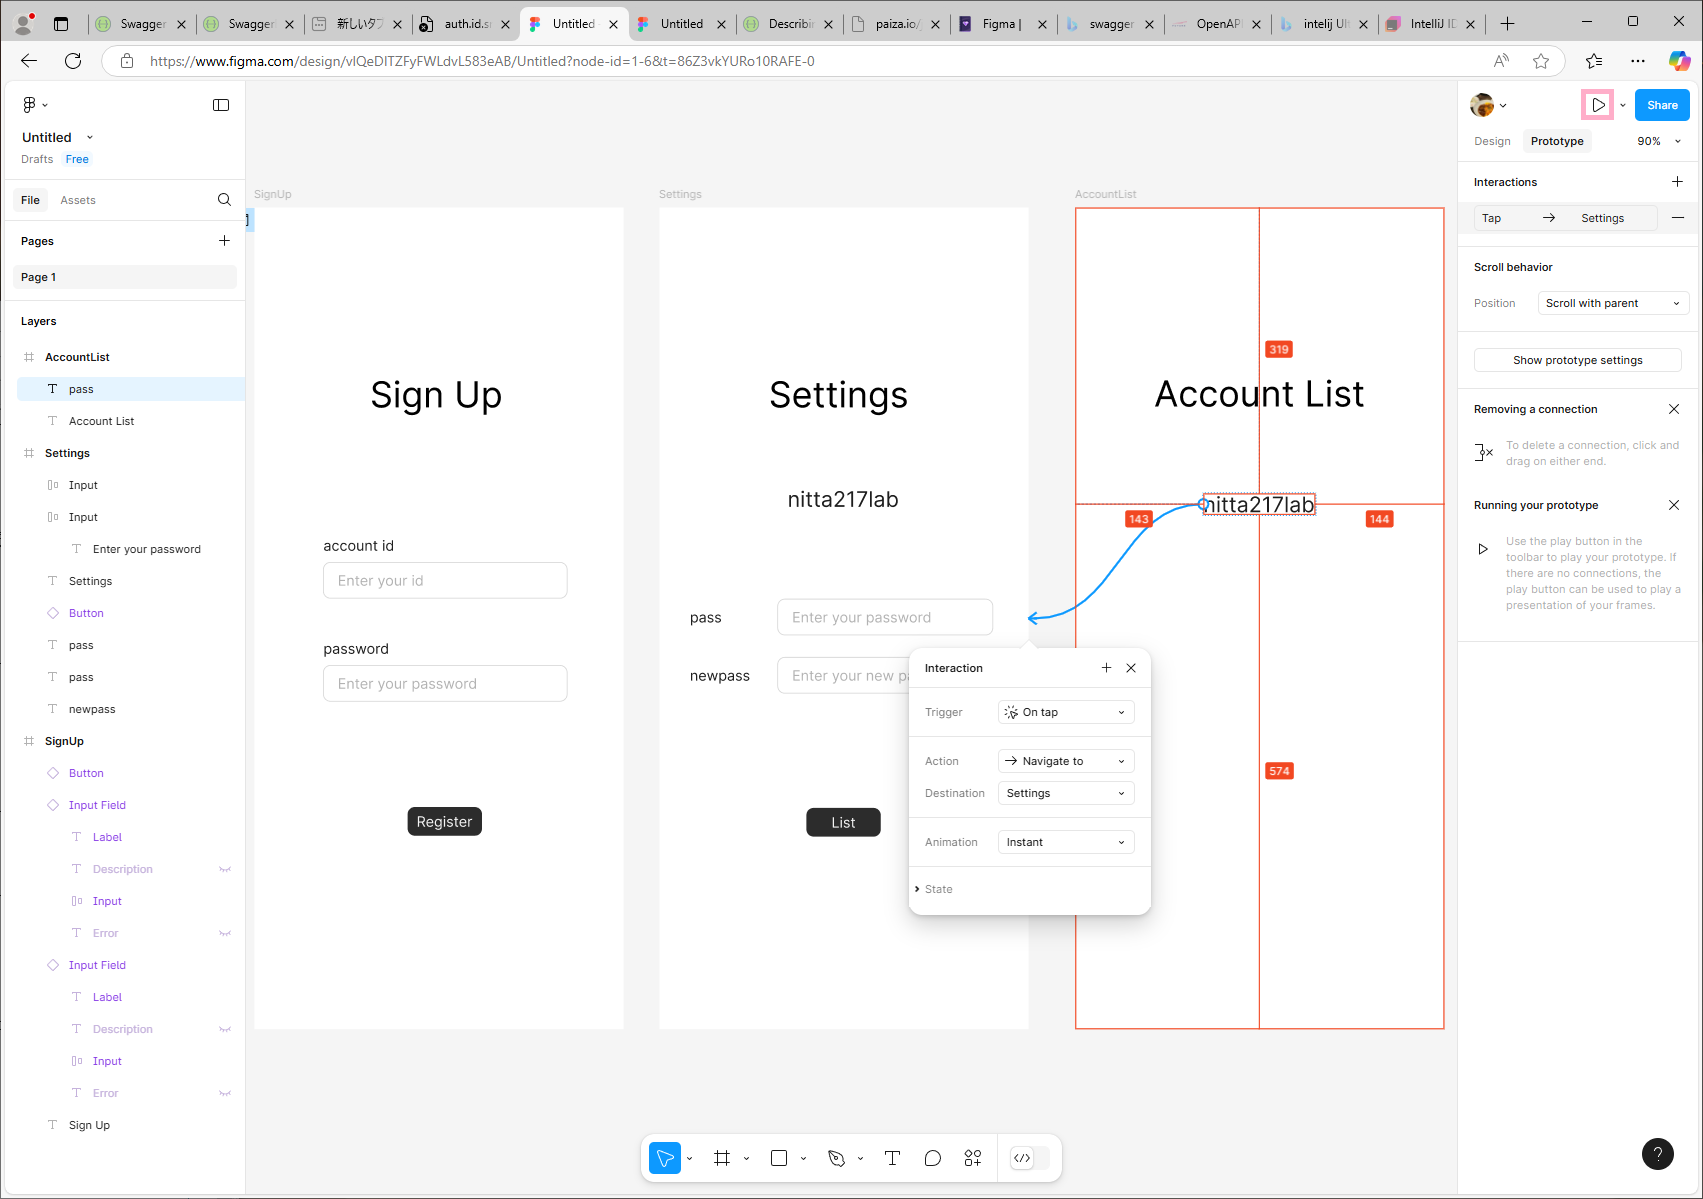 Swagger
Swagger
新しいタブ
auth.id.s
Untitled
Untitled
Describin
paiza.io/
Figma |
swagger
OpenAPI
intelij Ult
IntelliJ ID
https://www.figma.com/design/vIQeDITZFyFWLdvL583eAB/Untitled?node-id=1-6&t=86Z3vkYURo10RAFE-0
Untitled
Drafts Free
File Assets
Pages
Page 1
Layers
AccountList
pass
Account List
Settings
Input
Input
Enter your password
Settings
Button
pass
pass
newpass
SignUp
Button
Input Field
Label
Description
Input
Error
Input Field
Label
Description
Input
Error
Sign Up
SignUp
Sign Up
account id
Enter your id
password
Enter your password
Register
Settings
Settings
nitta217lab
pass
Enter your password
newpass
Enter your new pa
List
AccountList
319
Account List
nitta217lab
143
144
574
Interaction
Trigger On tap
Action Navigate to
Destination Settings
Animation Instant
State
Share
Design Prototype 90%
Interactions
Tap Settings
Scroll behavior
Position Scroll with parent
Show prototype settings
Removing a connection
To delete a connection, click and
drag on either end.
Running your prototype
Use the play button in the
toolbar to play your prototype. If
there are no connections, the
play button can be used to play a
presentation of your frames.
?